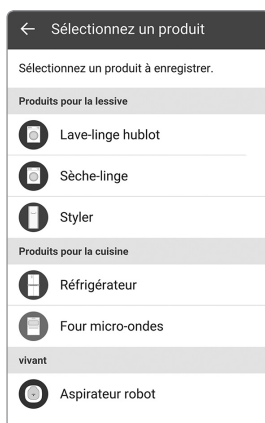 Sélectionnez un produit
Sélectionnez un produit à enregistrer.
Produits pour la lessive
Lave-linge hublot
Sèche-linge
Styler
Produits pour la cuisine
Réfrigérateur
Four micro-ondes
vivant
Aspirateur robot